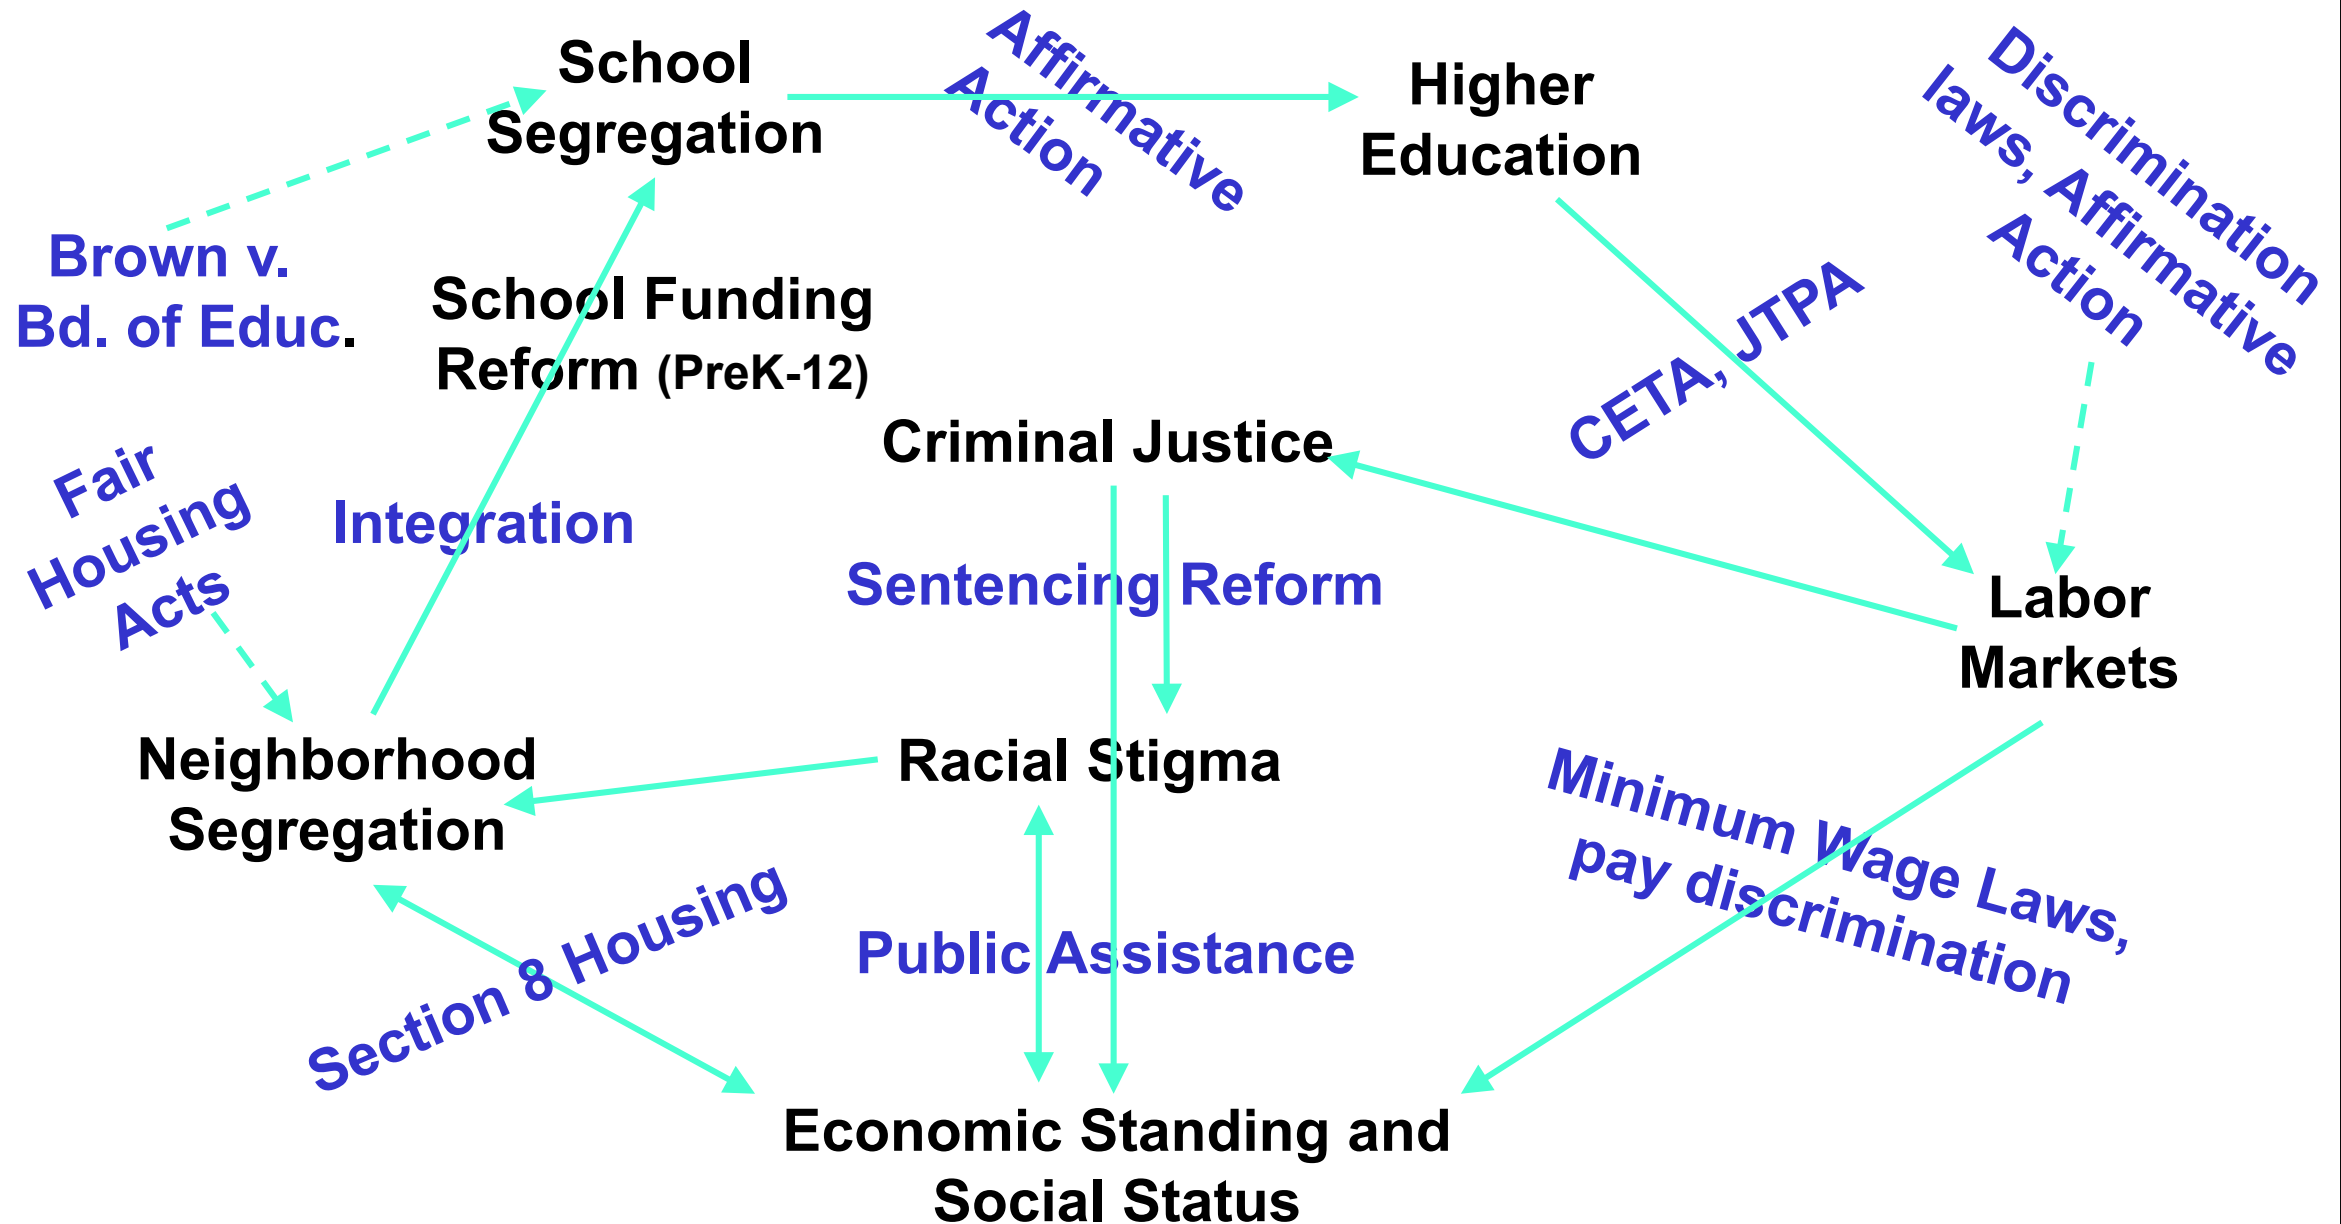 School
Segregation
Affirmative
Action
Higher
Education
Discrimination
laws, Affirmative
Action
Brown v.
Bd. of Educ.
School Funding
Reform (PreK-12)
CETA, JTPA
Criminal Justice
Fair
Housing
Acts
Integration
Sentencing Reform
Labor
Markets
Neighborhood
Segregation
Racial Stigma
Minimum Wage Laws,
pay discrimination
Section 8 Housing
Public Assistance
Economic Standing and
Social Status